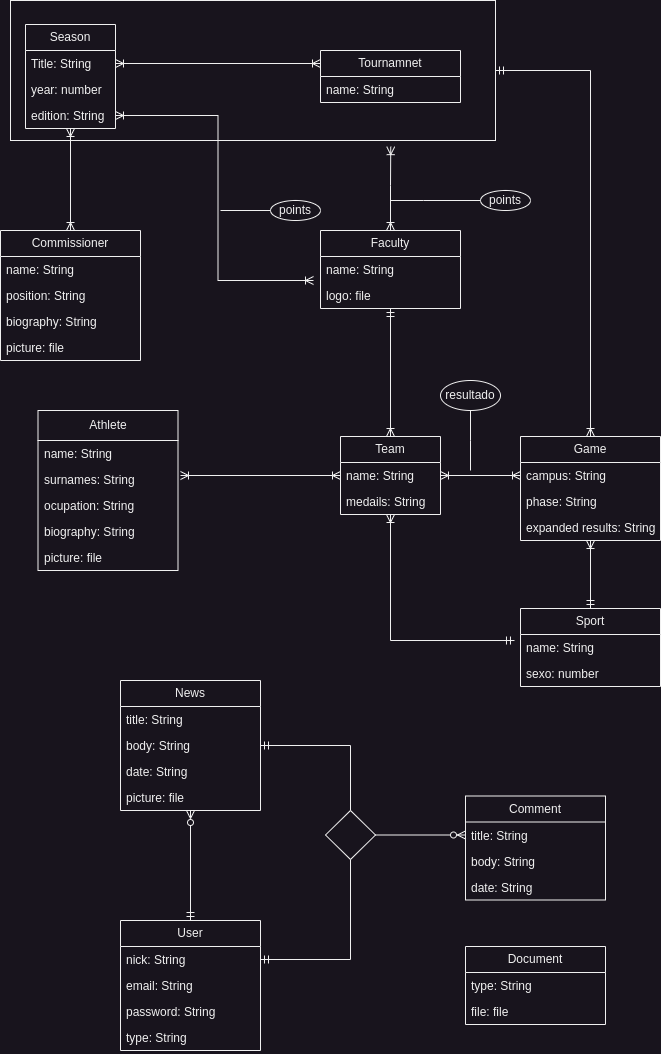 Season
Title: String
year: number
edition: String
Tournamnet
name: String
points
points
Commissioner
name: String
position: String
biography: String
picture: file
Faculty
name: String
logo: file
resultado
Athlete
name: String
surnames: String
ocupation: String
biography: String
picture: file
Team
name: String
medails: String
Game
campus: String
phase: String
expanded results: String
Sport
name: String
sexo: number
News
title: String
body: String
date: String
picture: file
Comment
title: String
body: String
date: String
User
nick: String
email: String
password: String
type: String
Document
type: String
file: file